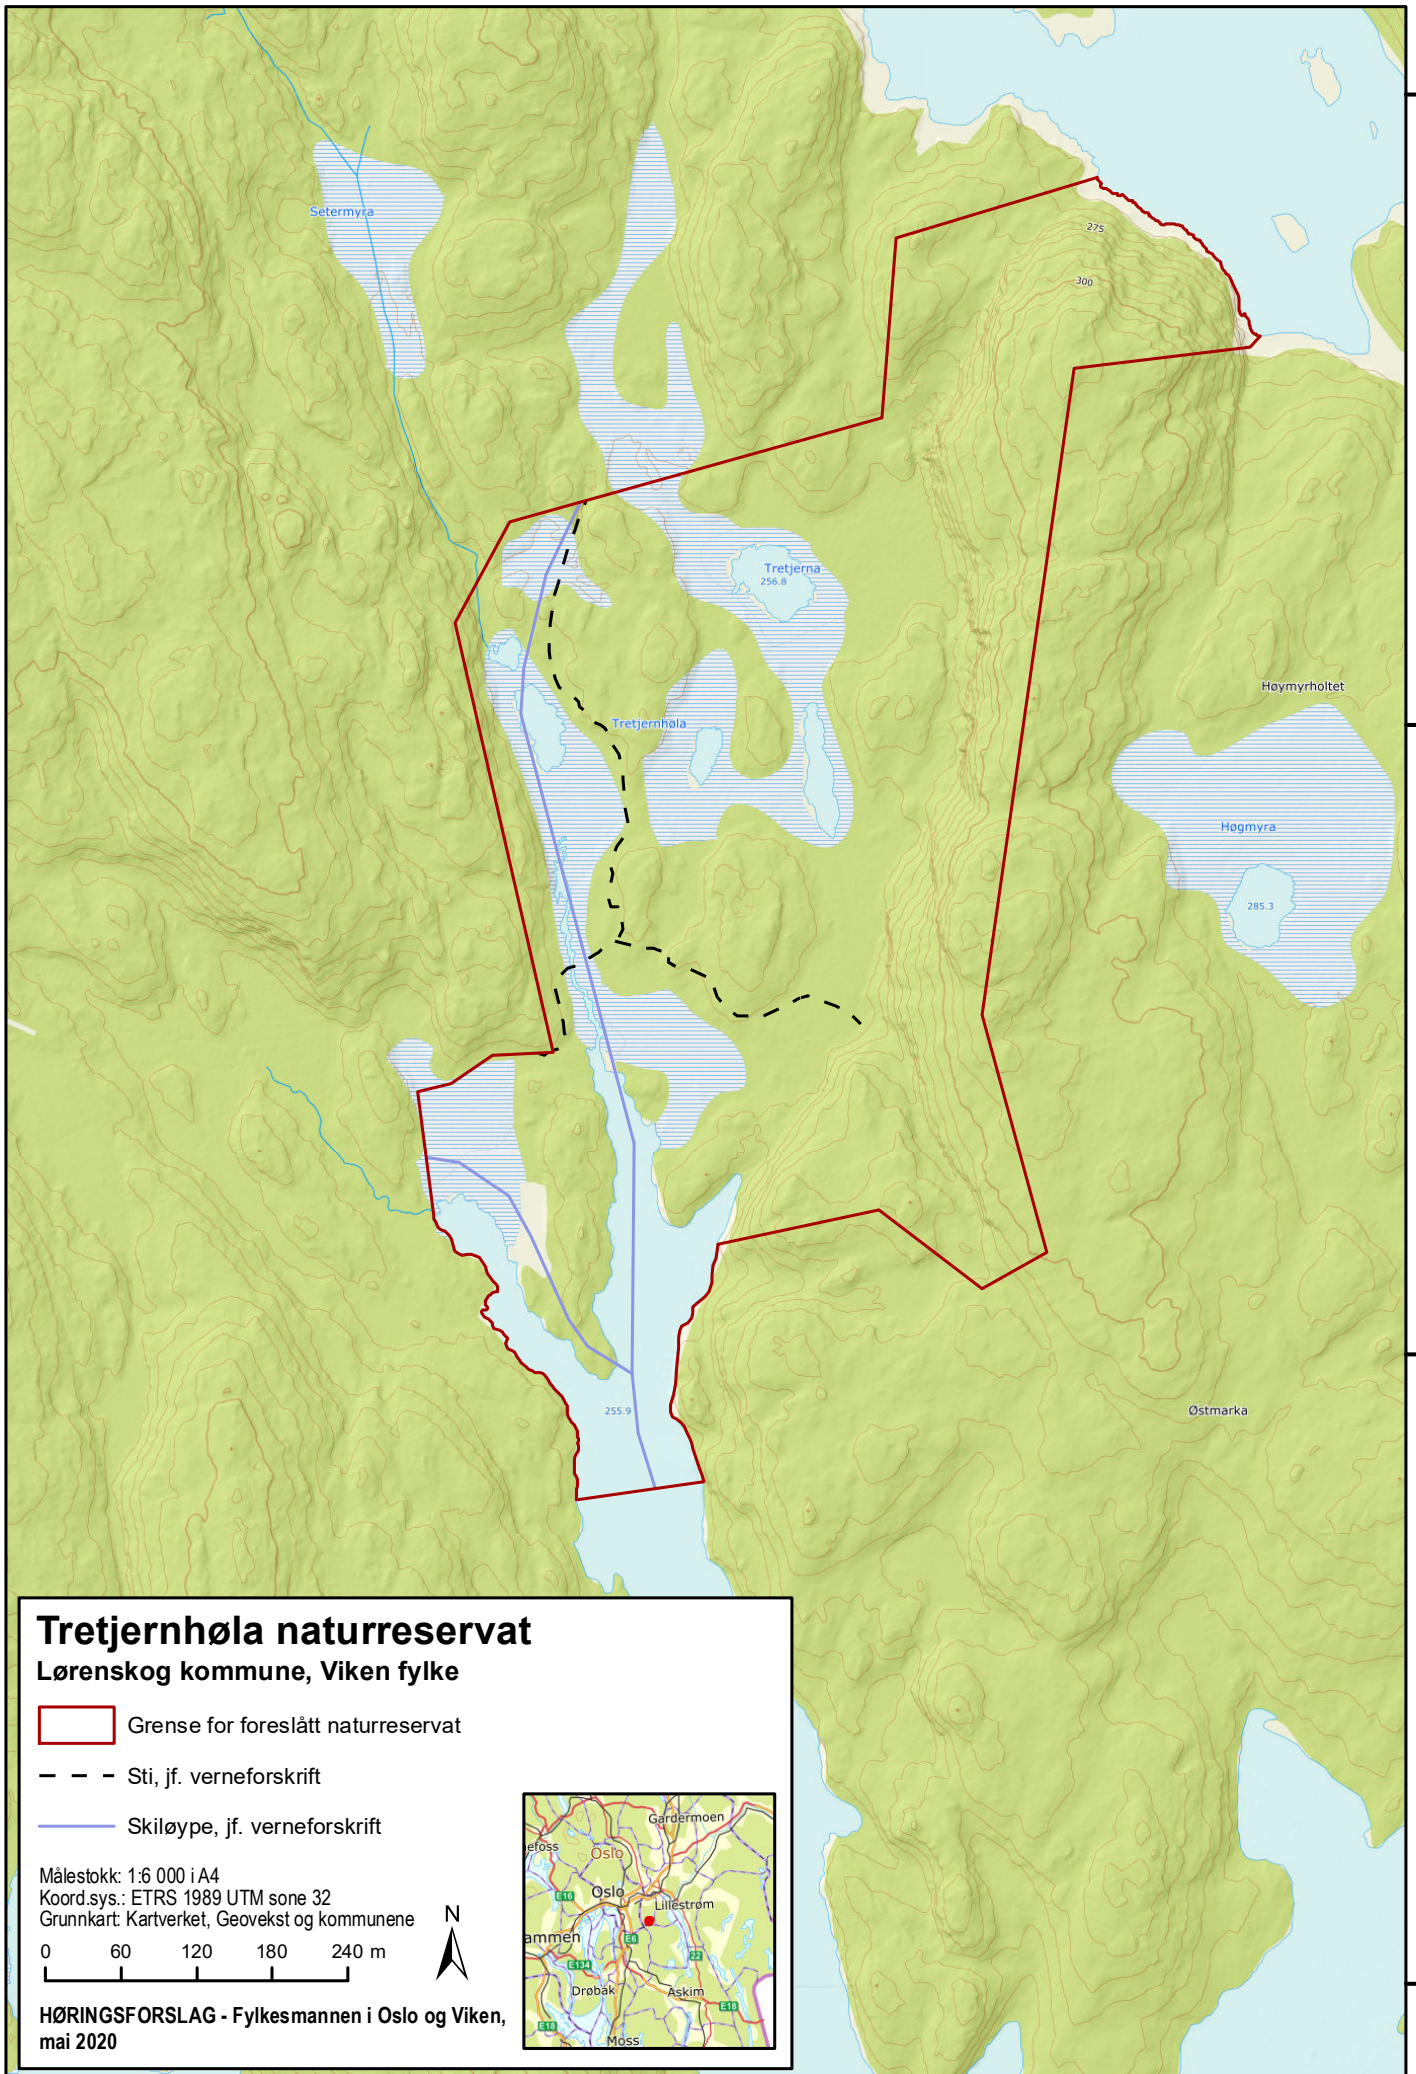 Setermyra
275
300
Tretjerna
256.8
Høymyrholtet
Tretjernhøla
Høgmyra
285.3
255.9
Østmarka
Tretjernhøla naturreservat
Lørenskog kommune, Viken fylke
Grense for foreslått naturreservat
Sti, jf. verneforskrift
Skiløype, jf. verneforskrift
Målestokk: 1:6 000 i A4
Koord.sys.: ETRS 1989 UTM sone 32
Grunnkart: Kartverket, Geovekst og kommunene
N
0 60 120 180 240 m
HØRINGSFORSLAG - Fylkesmannen i Oslo og Viken,
mai 2020
Gardermoen
efoss
Oslo
E16
Oslo
Lillestrøm
ammen
E6
22
E134
Drøbak
Askim
E18
E18
Moss